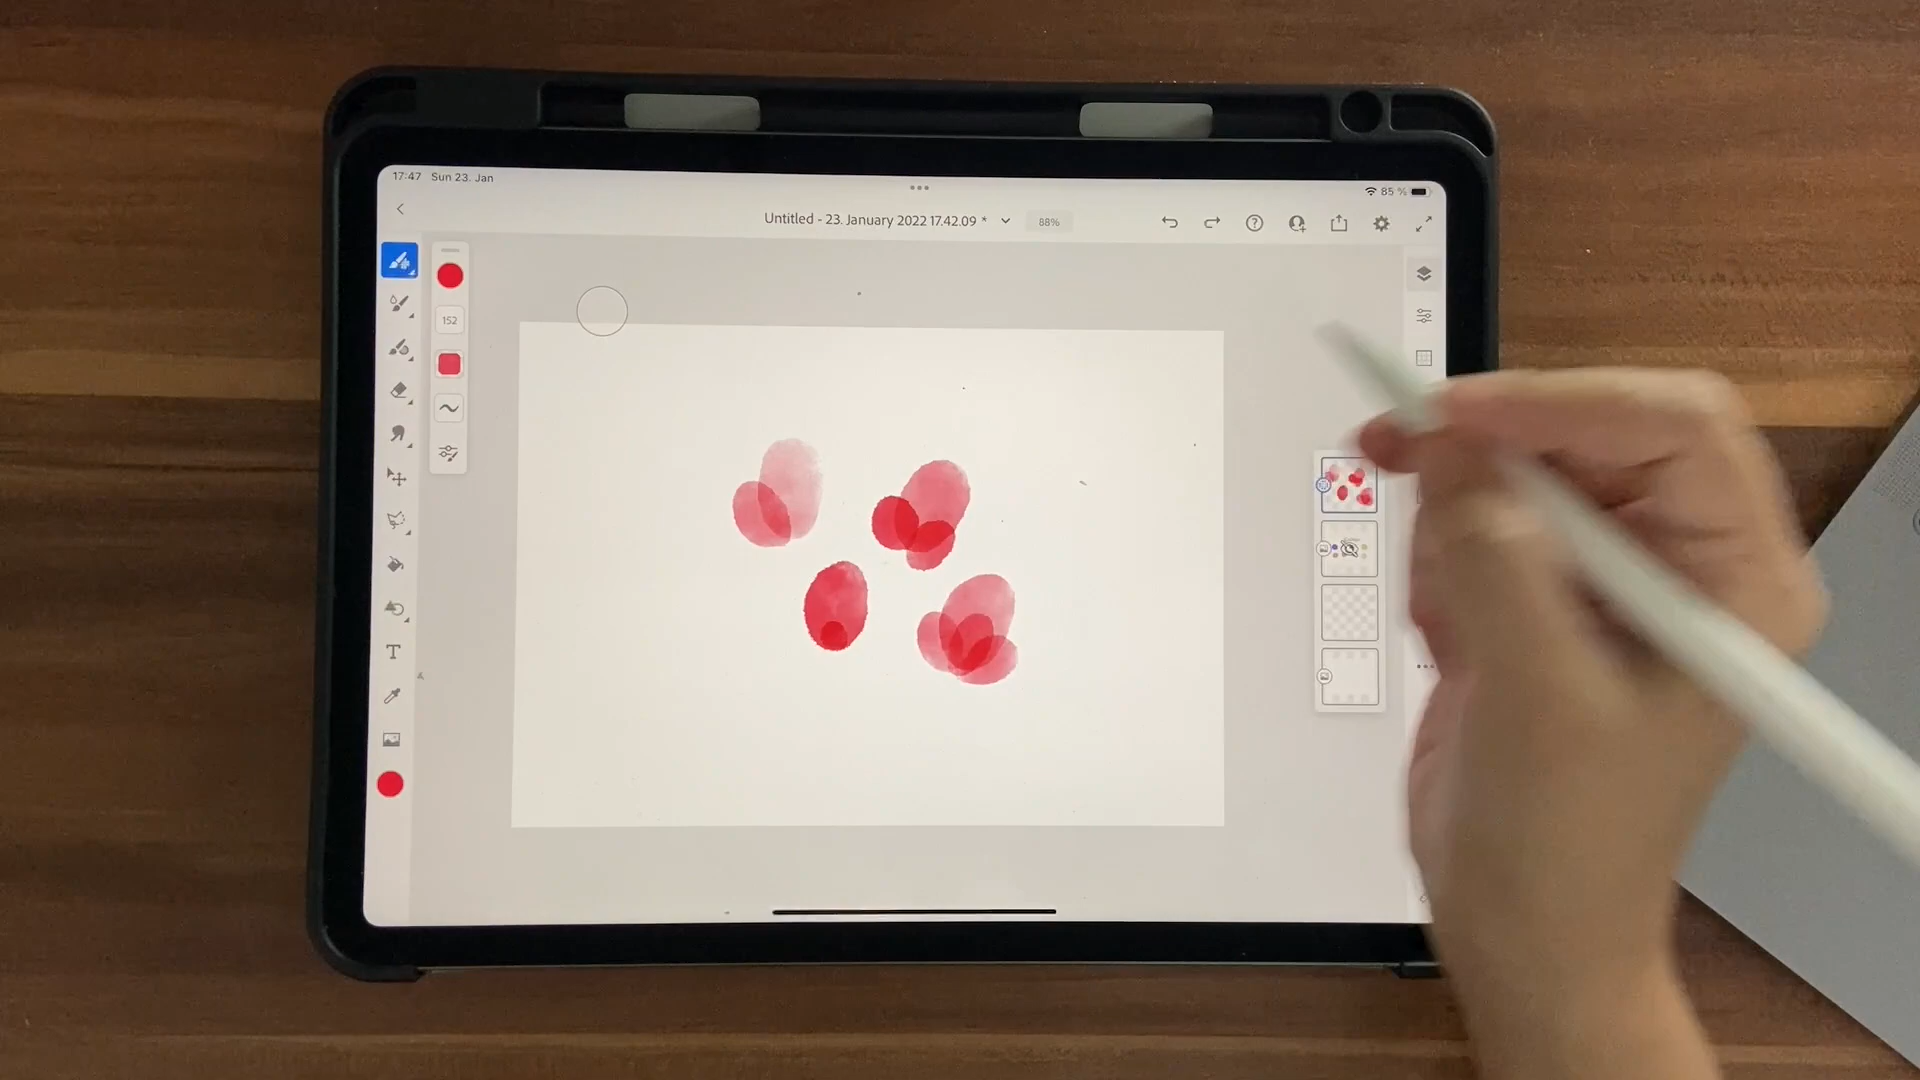 17:47 Sun 23. Jan
85 %
Untitled - 23. January 2022 17.42.09 *
88%
152
T